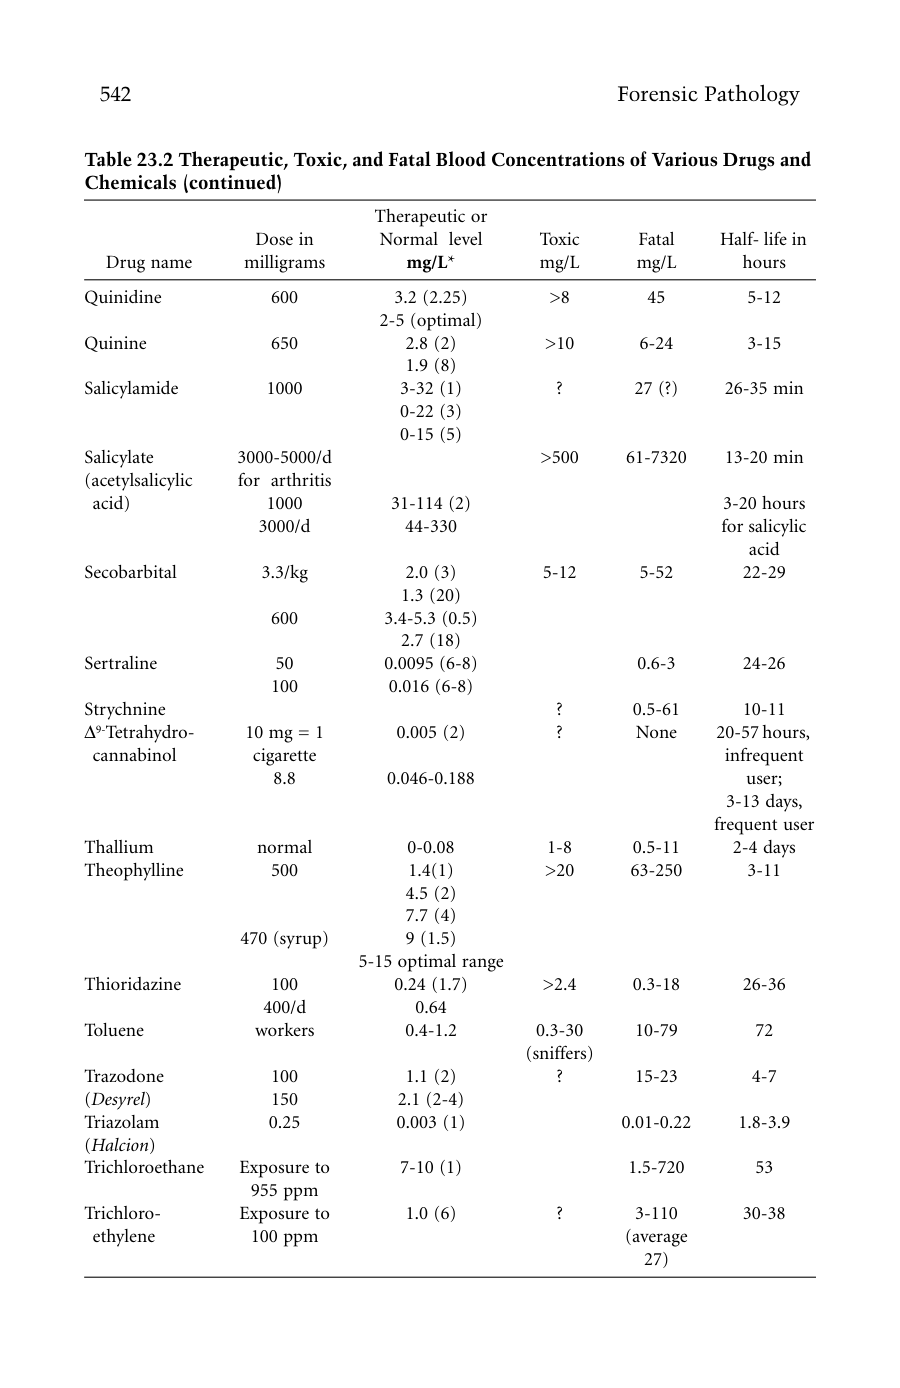 542 Forensic Pathology
Table 23.2 Therapeutic, Toxic, and Fatal Blood Concentrations of Various Drugs and
Chemicals (continued)
Therapeutic or
Dose in Normal level Toxic Fatal Half- life in
Drug name milligrams mg/L* mg/L mg/L hours
Quinidine 600 3.2 (2.25) >8 45 5-12
2-5 (optimal)
Quinine 650 2.8 (2) >10 6-24 3-15
1.9 (8)
Salicylamide 1000 3-32 (1) ? 27 (?) 26-35 min
0-22 (3)
0-15 (5)
Salicylate 3000-5000/d >500 61-7320 13-20 min
(acetylsalicylic for arthritis
acid) 1000 31-114 (2) 3-20 hours
3000/d 44-330 for salicylic
acid
Secobarbital 3.3/kg 2.0 (3) 5-12 5-52 22-29
1.3 (20)
600 3.4-5.3 (0.5)
2.7 (18)
Sertraline 50 0.0095 (6-8) 0.6-3 24-26
100 0.016 (6-8)
Strychnine ? 0.5-61 10-11
Δ⁹-Tetrahydro- 10 mg = 1 0.005 (2) ? None 20-57 hours,
cannabinol cigarette infrequent
8.8 0.046-0.188 user;
3-13 days,
frequent user
Thallium normal 0-0.08 1-8 0.5-11 2-4 days
Theophylline 500 1.4(1) >20 63-250 3-11
4.5 (2)
7.7 (4)
470 (syrup) 9 (1.5)
5-15 optimal range
Thioridazine 100 0.24 (1.7) >2.4 0.3-18 26-36
400/d 0.64
Toluene workers 0.4-1.2 0.3-30 10-79 72
(sniffers)
Trazodone 100 1.1 (2) ? 15-23 4-7
(Desyrel) 150 2.1 (2-4)
Triazolam 0.25 0.003 (1) 0.01-0.22 1.8-3.9
(Halcion)
Trichloroethane Exposure to 7-10 (1) 1.5-720 53
955 ppm
Trichloro- Exposure to 1.0 (6) ? 3-110 30-38
ethylene 100 ppm (average
27)